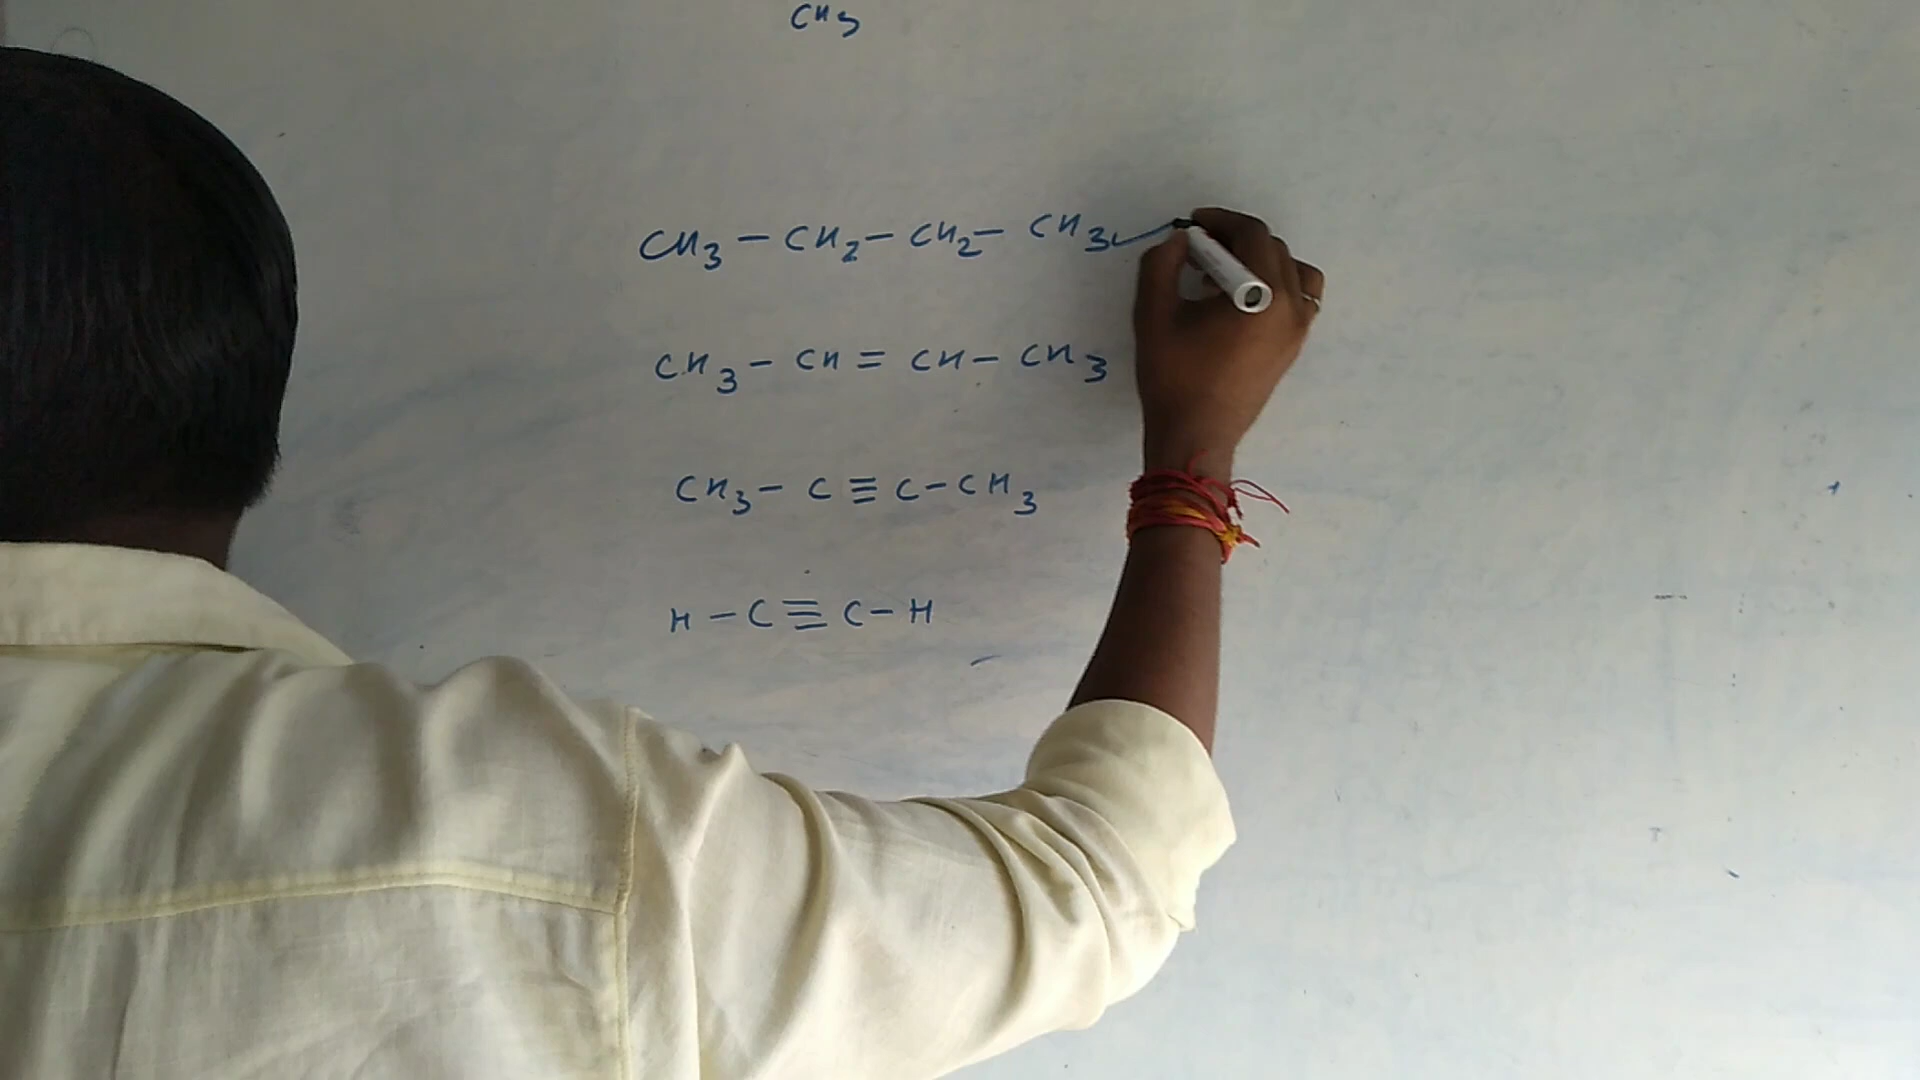 CH3
CH3 – CH2 – CH2 – CH3
CH3 – CH = CH – CH3
CH3 – C ≡ C – CH3
H – C ≡ C – H